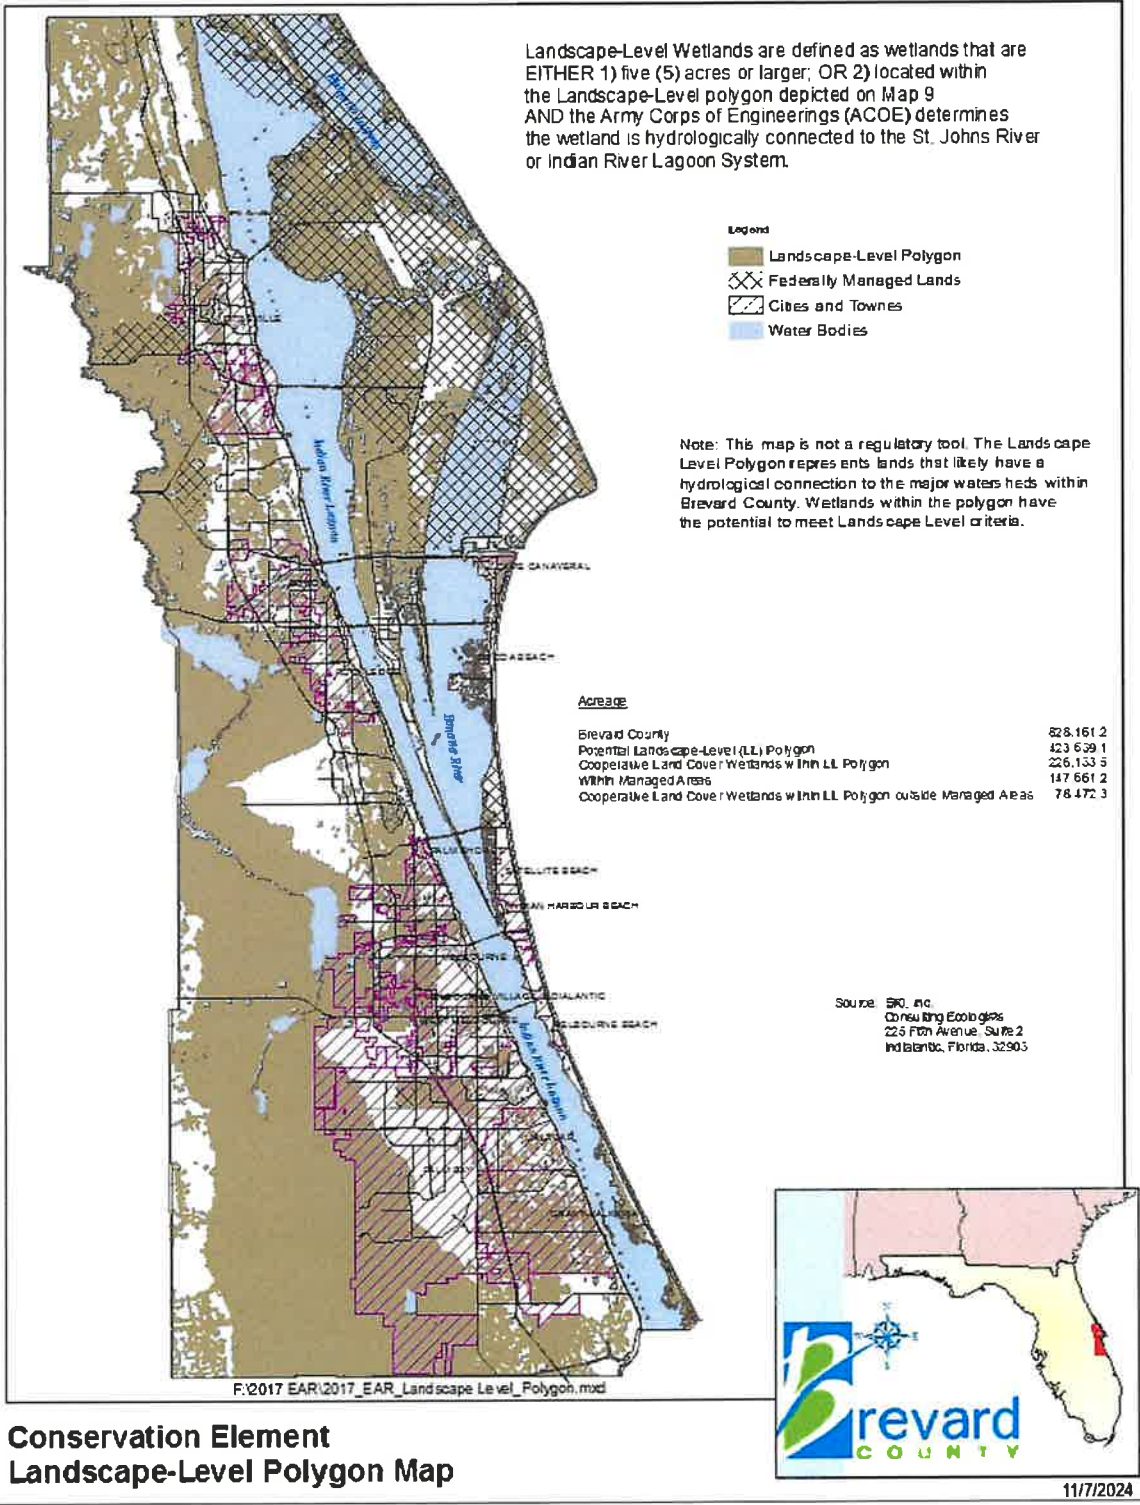 Landscape-Level Wetlands are defined as wetlands that are
EITHER 1) five (5) acres or larger; OR 2) located within
the Landscape-Level polygon depicted on Map 9
AND the Army Corps of Engineerings (ACOE) determines
the wetland is hydrologically connected to the St. Johns River
or Indian River Lagoon System.
Legend
Landscape-Level Polygon
Federally Managed Lands
Cities and Townes
Water Bodies
Indian River Lagoon
Note: This map is not a regulatory tool. The Landscape
Level Polygon represents lands that likely have a
hydrological connection to the major watersheds within
Brevard County. Wetlands within the polygon have
the potential to meet Landscape Level criteria.
CAPE CANAVERAL
BEACH
Acreage
Brevard County 828,161.2
Potential Landscape-Level (LL) Polygon 423,639.1
Cooperative Land Cover Wetlands within LL Polygon 226,133.5
Within Managed Areas 147,661.2
Cooperative Land Cover Wetlands within LL Polygon outside Managed Areas 78,472.3
Banana River
PALM SHORES
SATELLITE BEACH
INDIAN HARBOUR BEACH
MELBOURNE
VILLAGE
INDIALANTIC
MELBOURNE BEACH
Source:
Consulting Ecologists
225 Fifth Avenue, Suite 2
Indialantic, Florida, 32903
Indian River Lagoon
PALM BAY
N
W
E
S
F:\2017 EAR\2017_EAR_Landscape Level_Polygon.mxd
Brevard
COUNTY
Conservation Element
Landscape-Level Polygon Map
11/7/2024